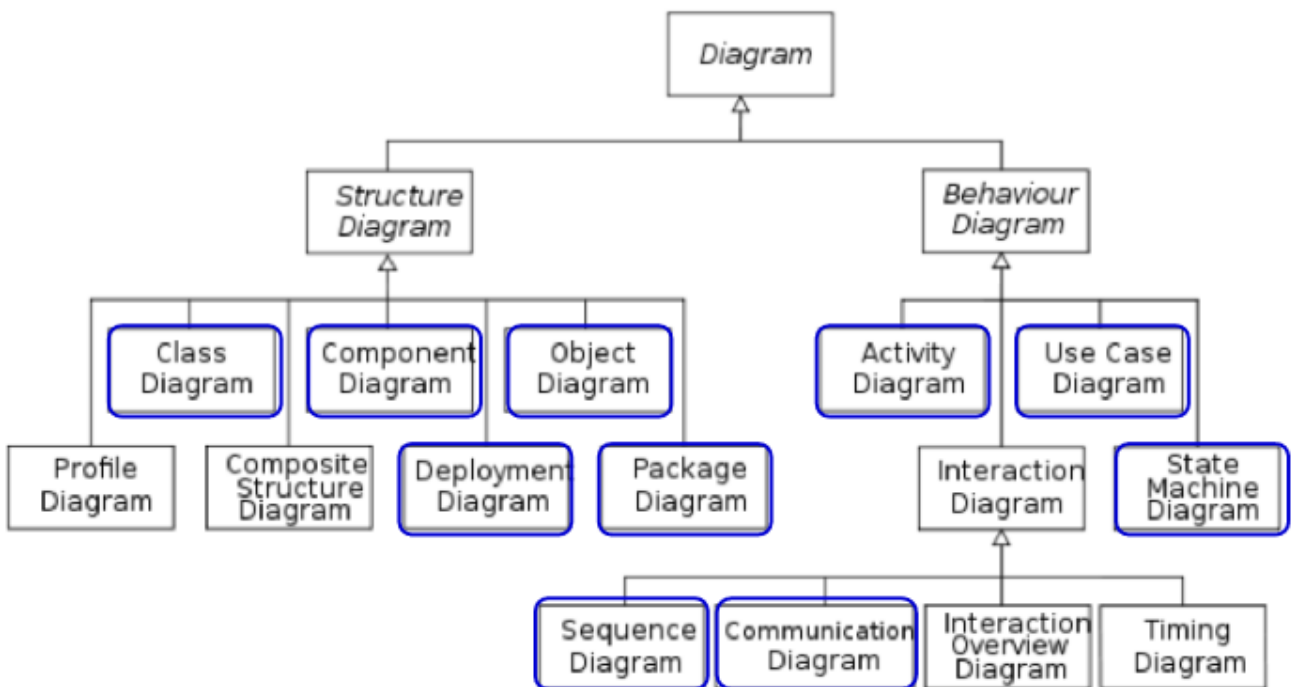 Diagram
Structure
Diagram
Behaviour
Diagram
Class
Diagram
Component
Diagram
Object
Diagram
Activity
Diagram
Use Case
Diagram
Profile
Diagram
Composite
Structure
Diagram
Deployment
Diagram
Package
Diagram
Interaction
Diagram
State
Machine
Diagram
Sequence
Diagram
Communication
Diagram
Interaction
Overview
Diagram
Timing
Diagram